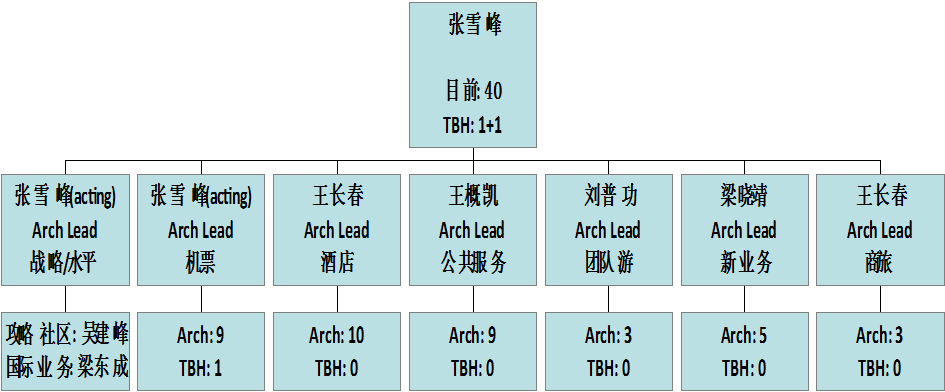 张雪峰
目前: 40
TBH: 1+1
张雪峰(acting)
Arch Lead
战略/水平
张雪峰(acting)
Arch Lead
机票
王长春
Arch Lead
酒店
王概凯
Arch Lead
公共服务
刘普功
Arch Lead
团队游
梁晓靖
Arch Lead
新业务
王长春
Arch Lead
商旅
攻略社区: 吴建峰
国际业务: 梁东成
Arch: 9
TBH: 1
Arch: 10
TBH: 0
Arch: 9
TBH: 0
Arch: 3
TBH: 0
Arch: 5
TBH: 0
Arch: 3
TBH: 0